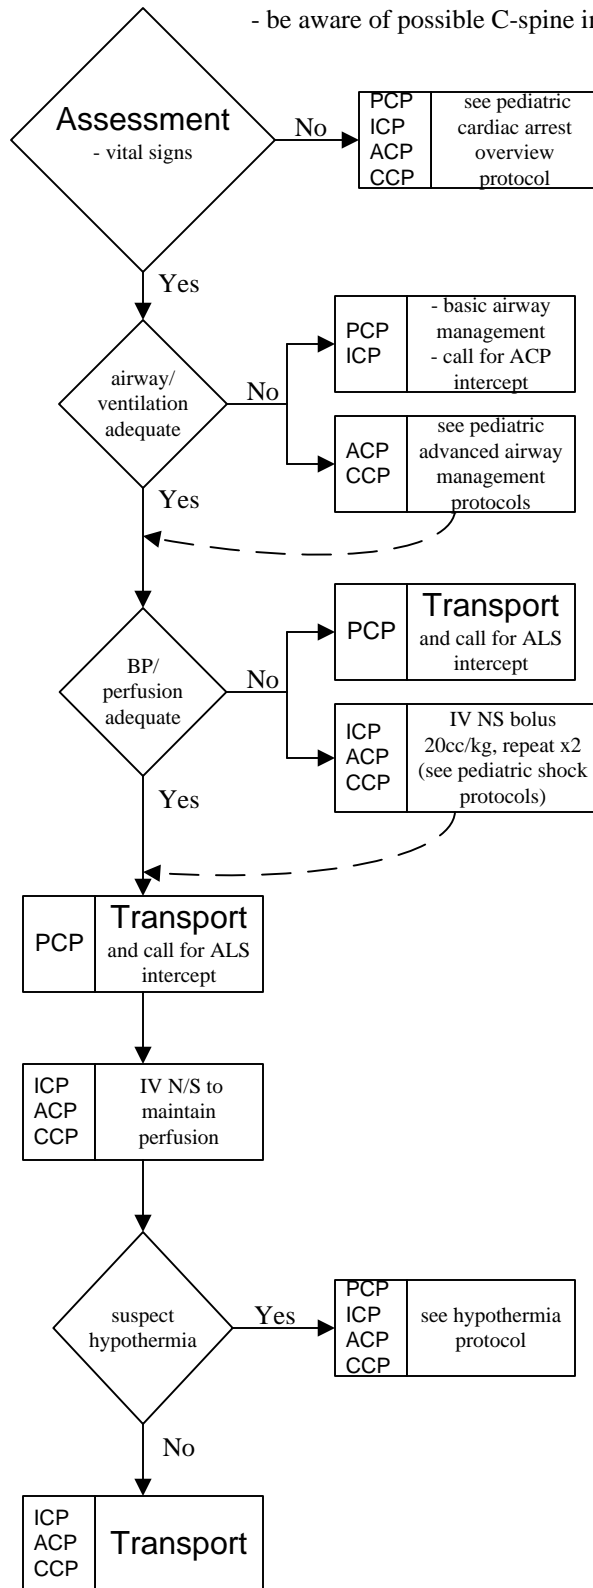 - be aware of possible C-spine
Assessment
- vital signs
No
PCP
ICP
ACP
CCP
see pediatric
cardiac arrest
overview
protocol
Yes
airway/
ventilation
adequate
No
PCP
ICP
- basic airway
management
- call for ACP
intercept
ACP
CCP
see pediatric
advanced airway
management
protocols
Yes
BP/
perfusion
adequate
No
PCP
Transport
and call for ALS
intercept
ICP
ACP
CCP
IV NS bolus
20cc/kg, repeat x2
(see pediatric shock
protocols)
Yes
PCP
Transport
and call for ALS
intercept
ICP
ACP
CCP
IV N/S to
maintain
perfusion
suspect
hypothermia
Yes
PCP
ICP
ACP
CCP
see hypothermia
protocol
No
ICP
ACP
CCP
Transport